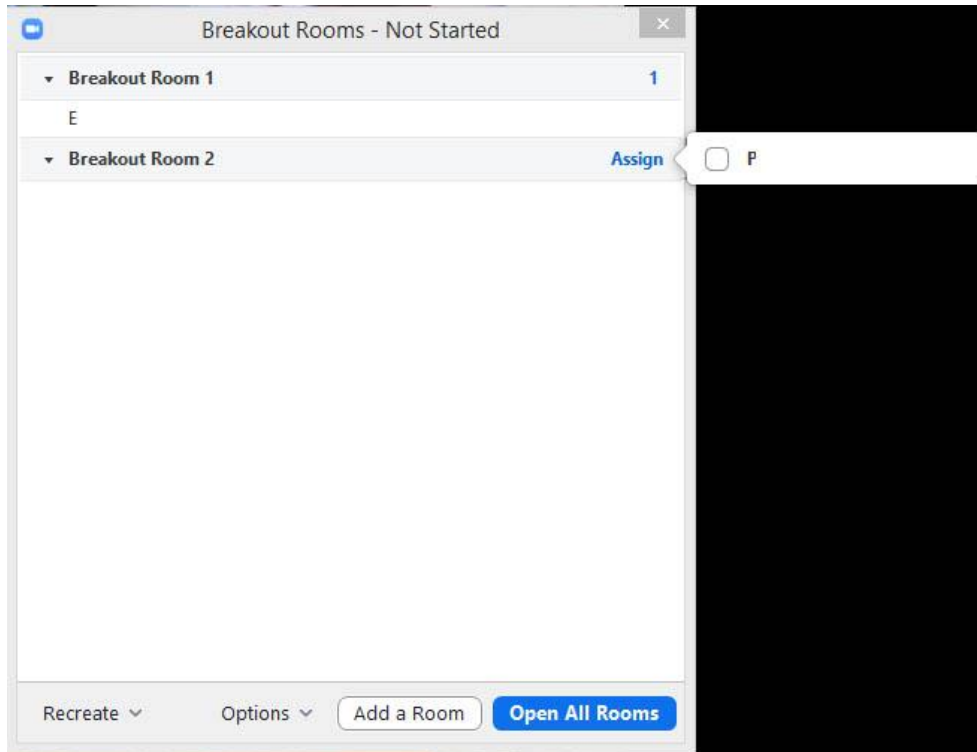 Breakout Rooms - Not Started
Breakout Room 1 1
E
Breakout Room 2 Assign P
Recreate Options Add a Room Open All Rooms